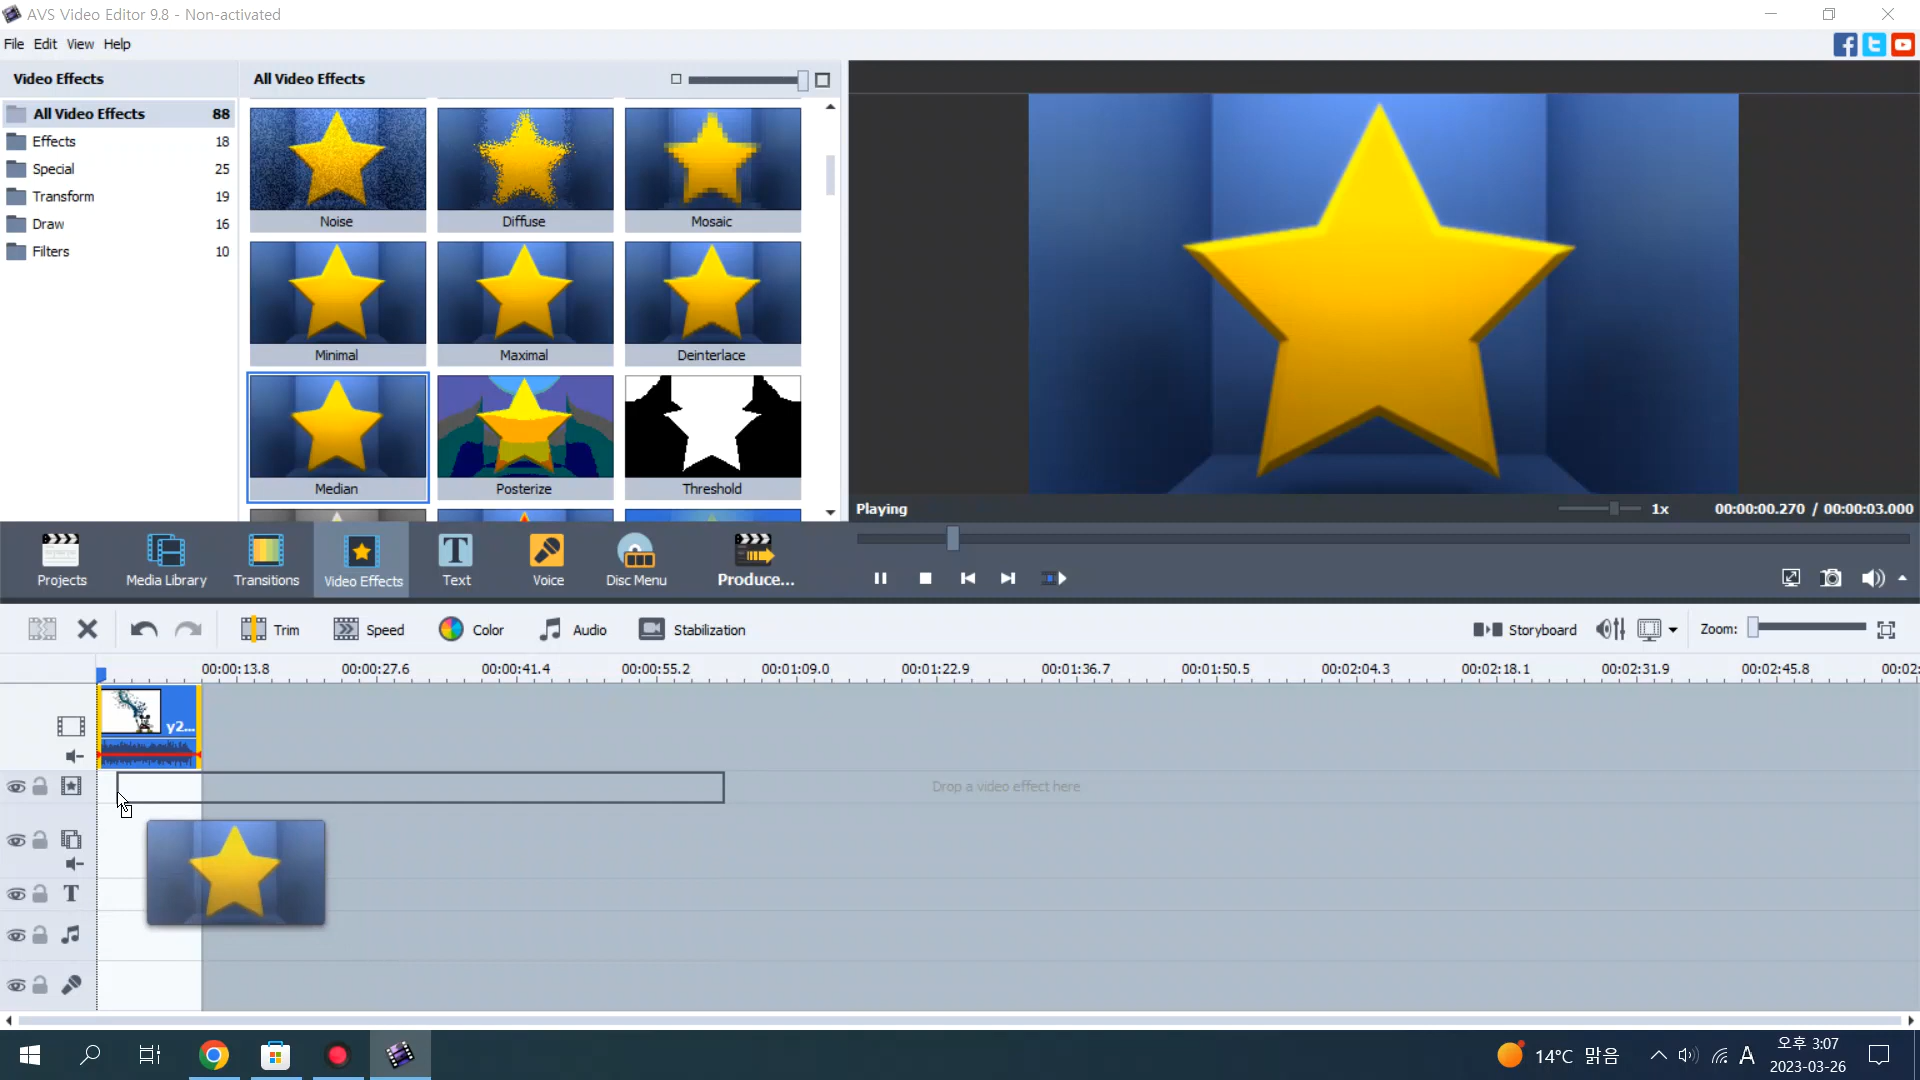 AVS Video Editor 9.8 - Non-activated
File Edit View Help
Video Effects
All Video Effects
All Video Effects 88
Effects 18
Special 25
Transform 19
Draw 16
Filters 10
Noise Diffuse Mosaic
Minimal Maximal Deinterlace
Median Posterize Threshold
Playing 1x 00:00:00.270 / 00:00:03.000
Projects Media Library Transitions Video Effects Text Voice Disc Menu Produce...
Trim Speed Color Audio Stabilization Storyboard Zoom:
00:00:13.8 00:00:27.6 00:00:41.4 00:00:55.2 00:01:09.0 00:01:22.9 00:01:36.7 00:01:50.5 00:02:04.3 00:02:18.1 00:02:31.9 00:02:45.8 00:02:
y2...
Drop a video effect here
T
14°C 맑음 A 오후 3:07
2023-03-26